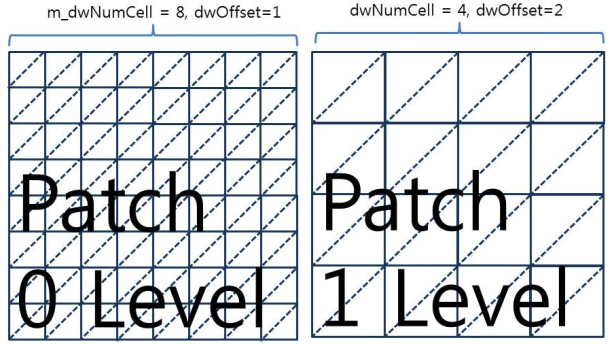 m_dwNumCell = 8, dwOffset=1
dwNumCell = 4, dwOffset=2
Patch
0 Level
Patch
1 Level